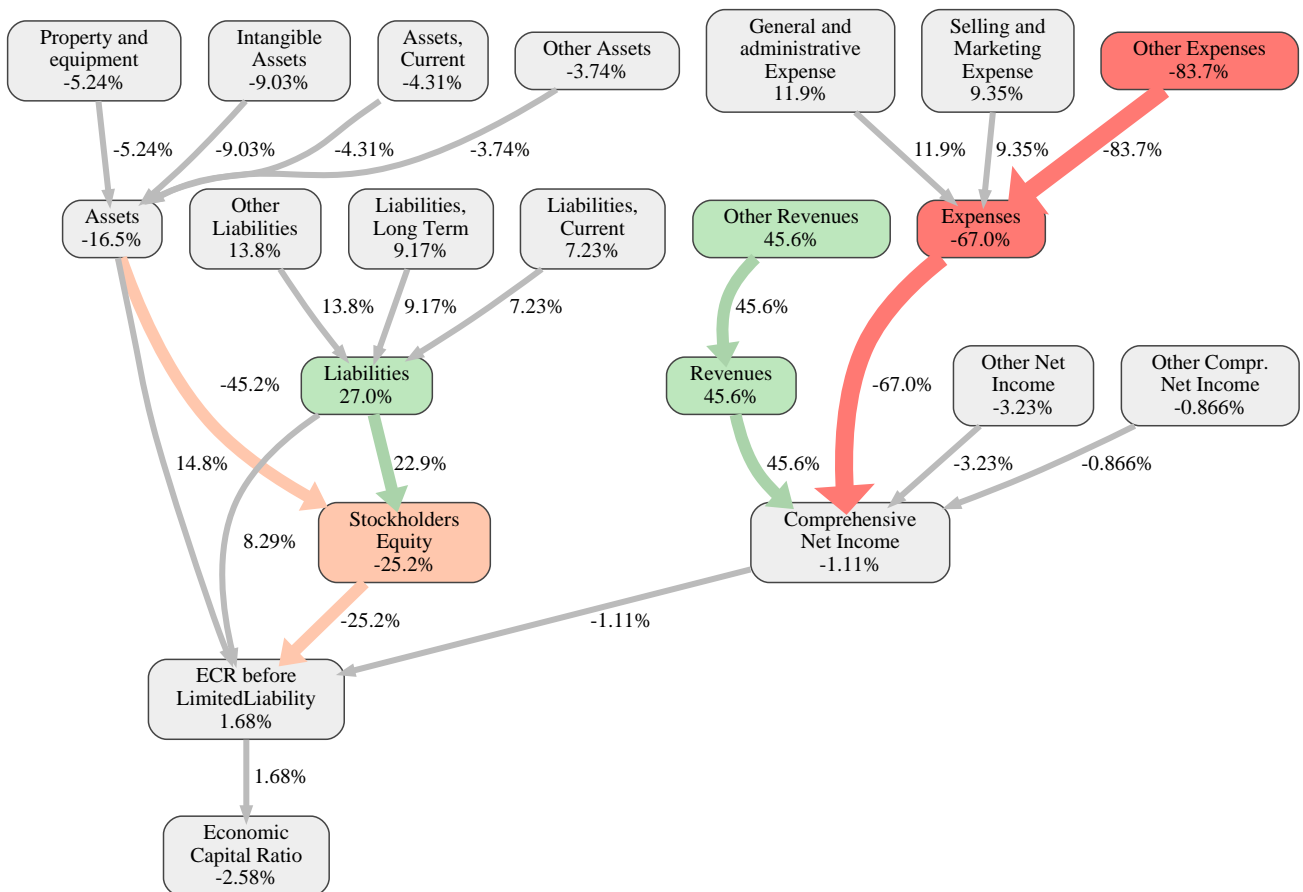 Property and
equipment
-5.24%
Intangible
Assets
-9.03%
Assets,
Current
-4.31%
Other Assets
-3.74%
General and
administrative
Expense
11.9%
Selling and
Marketing
Expense
9.35%
Other Expenses
-83.7%
-5.24%
-9.03%
-4.31%
-3.74%
11.9%
9.35%
-83.7%
Assets
-16.5%
Other
Liabilities
13.8%
Liabilities,
Long Term
9.17%
Liabilities,
Current
7.23%
Other Revenues
45.6%
Expenses
-67.0%
13.8%
9.17%
7.23%
45.6%
-45.2%
Liabilities
27.0%
Revenues
45.6%
-67.0%
Other Net
Income
-3.23%
Other Compr.
Net Income
-0.866%
14.8%
22.9%
45.6%
-3.23%
-0.866%
8.29%
Stockholders
Equity
-25.2%
Comprehensive
Net Income
-1.11%
-25.2%
-1.11%
ECR before
LimitedLiability
1.68%
1.68%
Economic
Capital Ratio
-2.58%